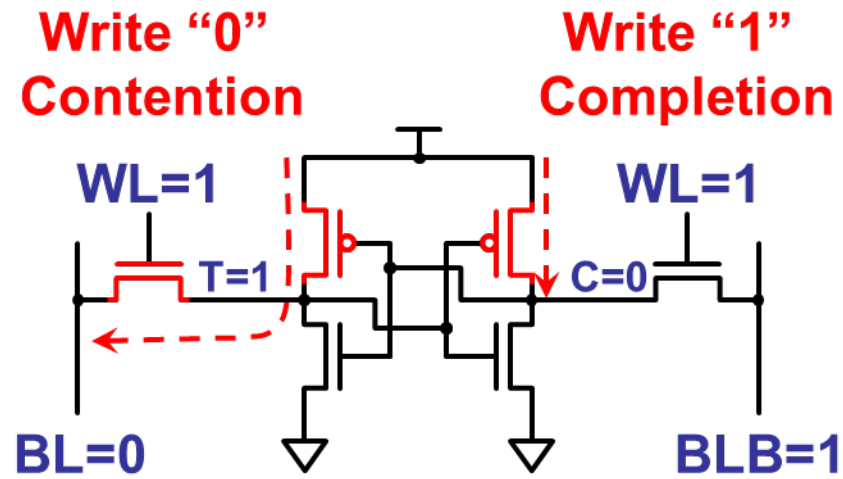 Write “0”
Contention
Write “1”
Completion
WL=1
WL=1
T=1
C=0
BL=0
BLB=1